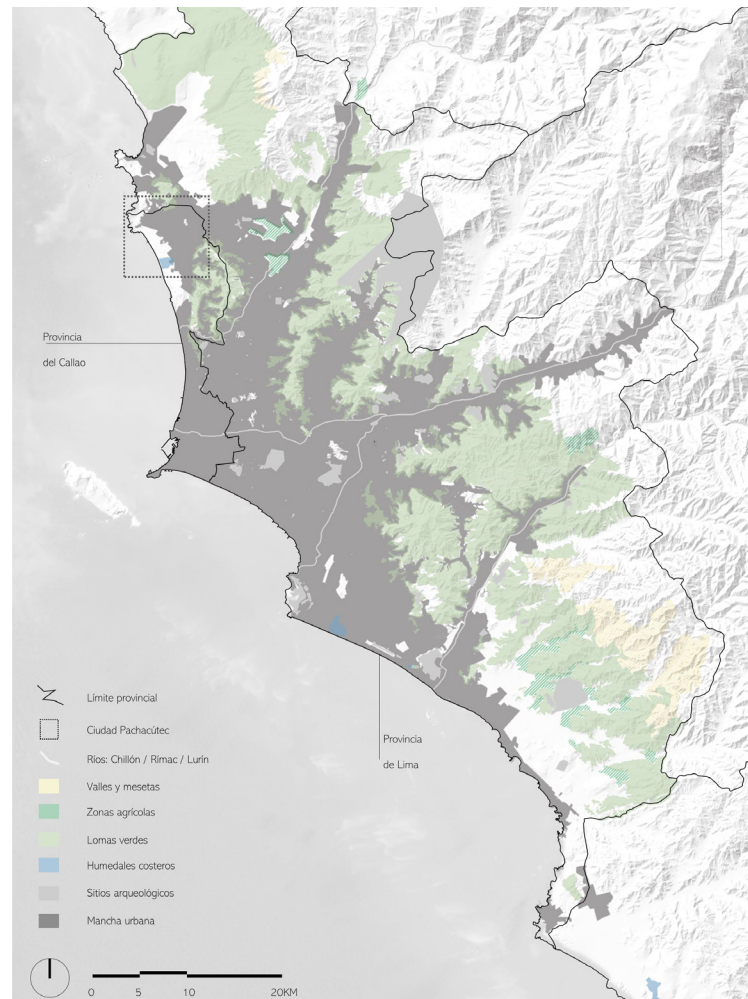 Provincia
del Callao
Provincia
de Lima
Límite provincial
Ciudad Pachacútec
Ríos: Chillón / Rímac / Lurín
Valles y mesetas
Zonas agrícolas
Lomas verdes
Humedales costeros
Sitios arqueológicos
Mancha urbana
0 5 10 20KM